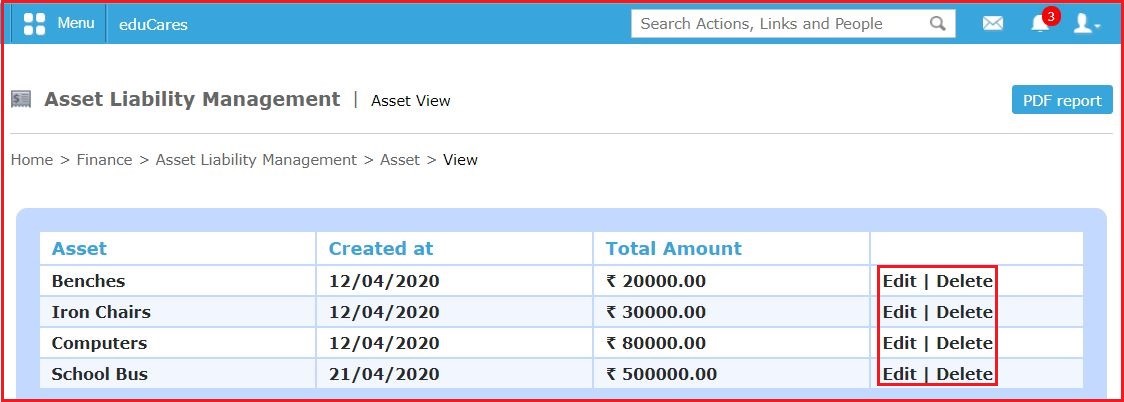 Menu eduCares Search Actions, Links and People 3
Asset Liability Management | Asset View PDF report
Home > Finance > Asset Liability Management > Asset > View
Asset Created at Total Amount
Benches 12/04/2020 ₹ 20000.00 Edit | Delete
Iron Chairs 12/04/2020 ₹ 30000.00 Edit | Delete
Computers 12/04/2020 ₹ 80000.00 Edit | Delete
School Bus 21/04/2020 ₹ 500000.00 Edit | Delete